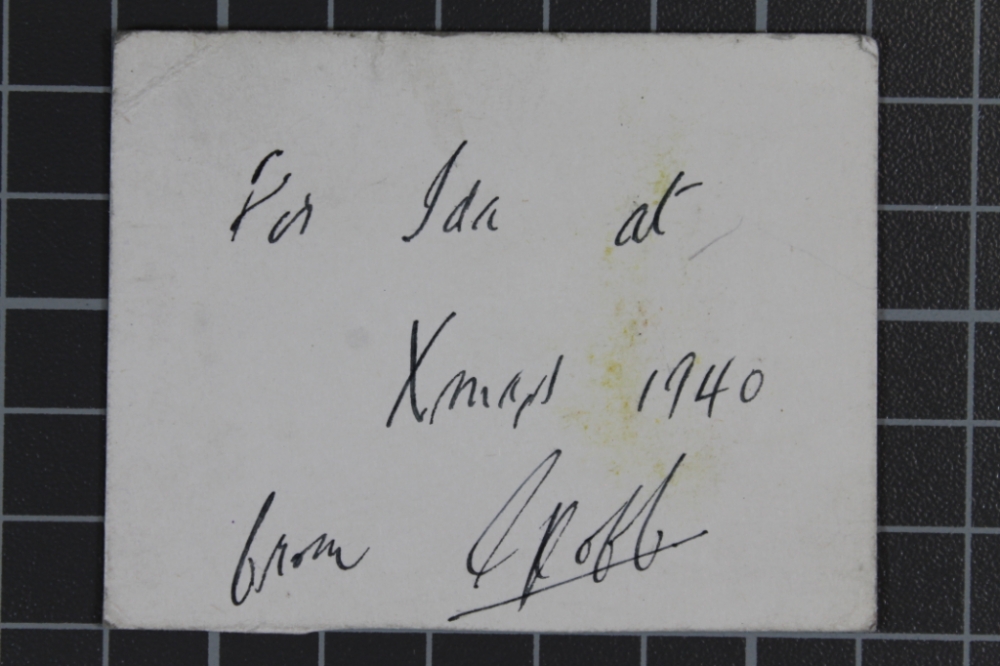 For Ida at
Xmas 1940
from